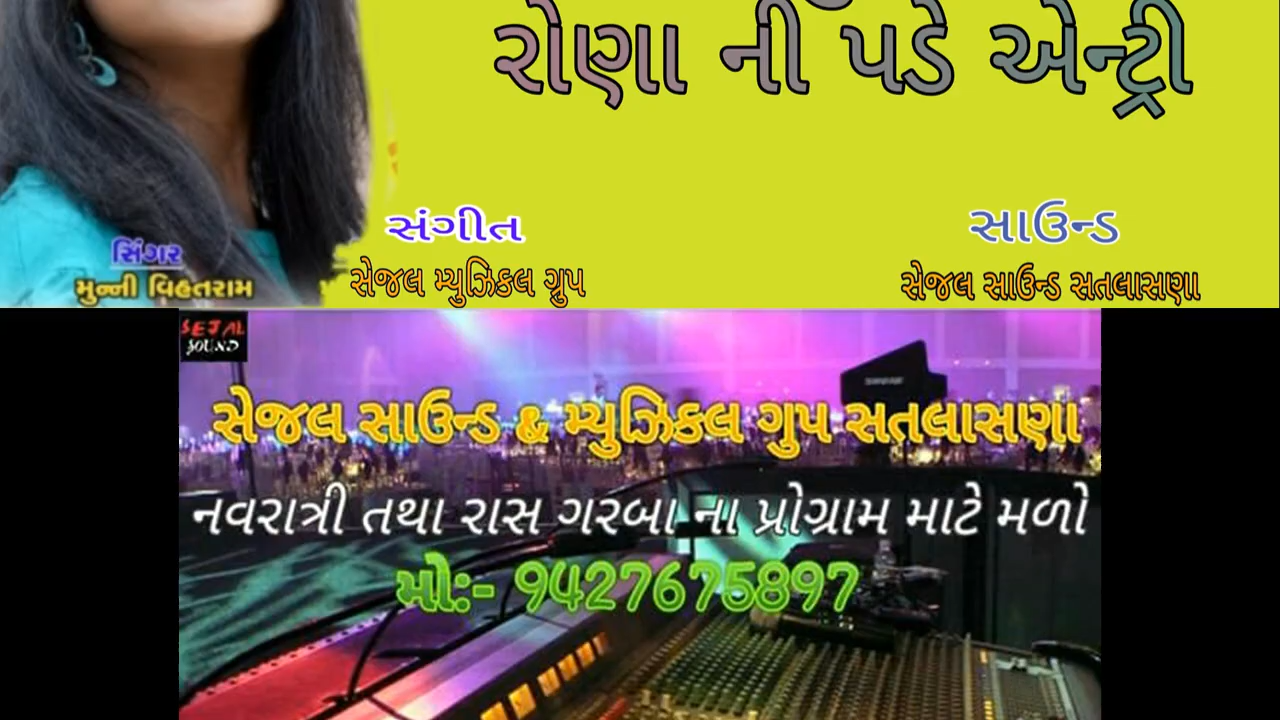 રોણા ની પડે એન્ટ્રી
સંગીત
સાઉન્ડ
સિંગર
સેજલ મ્યુઝિકલ ગ્રુપ
સેજલ સાઉન્ડ સતલાસણા
મુન્ની વિહતરામ
SEJAL
SOUND
સેજલ સાઉન્ડ & મ્યુઝિકલ ગુપ સતલાસણા
નવરાત્રી તથા રાસ ગરબા ના પ્રોગ્રામ માટે મળો
મો:- 9427675897